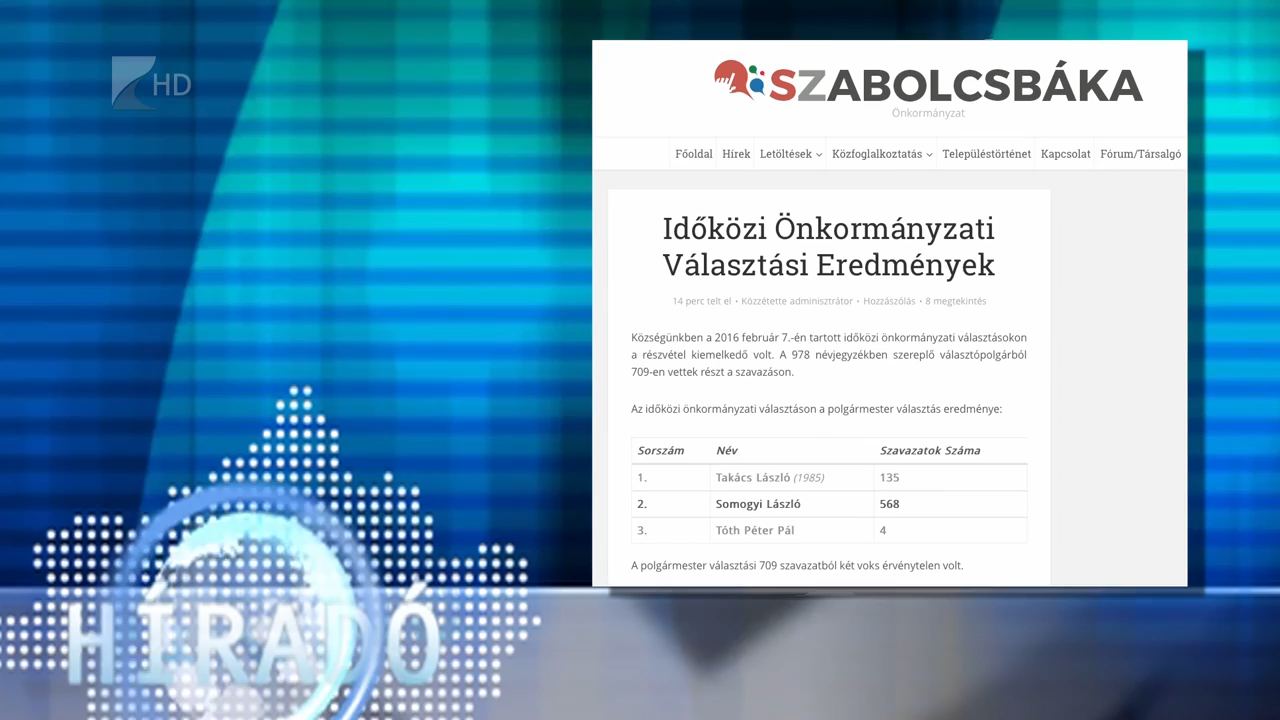 HD
SZABOLCSBÁKA
Önkormányzat
Főoldal Hírek Letöltések Közfoglalkoztatás Településtörténet Kapcsolat Fórum/Társalgó
Időközi Önkormányzati
Választási Eredmények
14 perc telt el • Közzétette adminisztrátor • Hozzászólás • 8 megtekintés
Községünkben a 2016 február 7.-én tartott időközi önkormányzati választásokon
a részvétel kiemelkedő volt. A 978 névjegyzékben szereplő választópolgárból
709-en vettek részt a szavazáson.
Az időközi önkormányzati választáson a polgármester választás eredménye:
Sorszám Név Szavazatok Száma
1. Takács László (1985) 135
2. Somogyi László 568
3. Tóth Péter Pál 4
A polgármester választási 709 szavazatból két voks érvénytelen volt.
HÍRADÓ